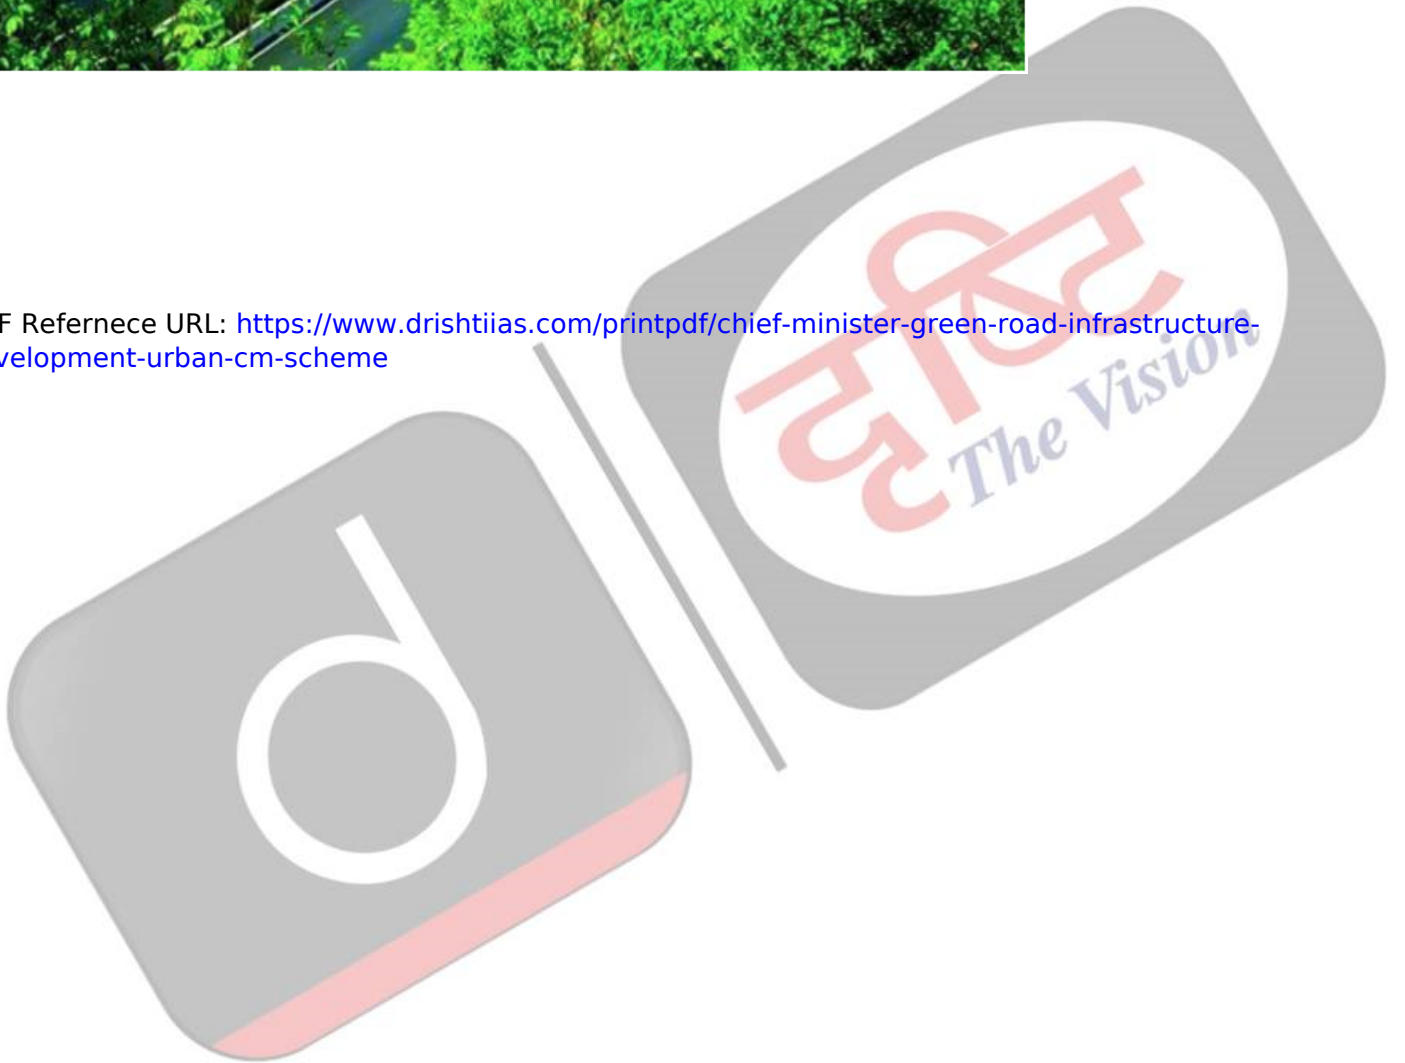 F Refernece URL: https://www.drishtiias.com/printpdf/chief-minister-green-road-infrastructure-
velopment-urban-cm-scheme
दृष्टि
The Vision
d